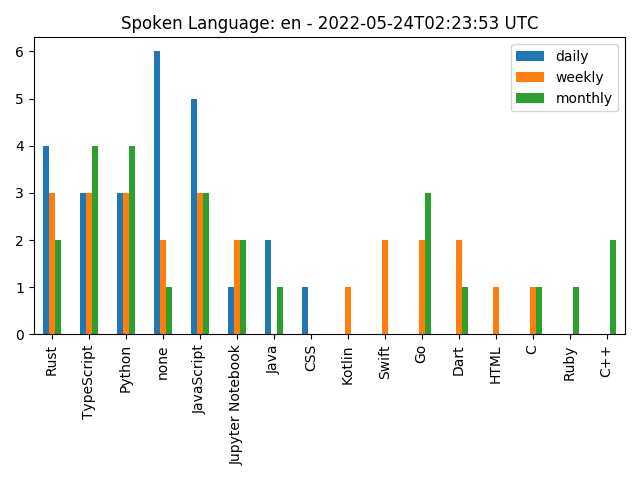 Spoken Language: en - 2022-05-24T02:23:53 UTC
daily
weekly
monthly
6
5
4
3
2
1
0
Rust
TypeScript
Python
none
JavaScript
Jupyter Notebook
Java
CSS
Kotlin
Swift
Go
Dart
HTML
C
Ruby
C++